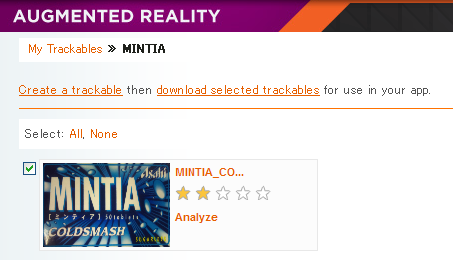 AUGMENTED REALITY
My Trackables » MINTIA
Create a trackable then download selected trackables for use in your app.
Select: All, None
MINTIA_CO...
Asahi
MINTIA
[ミンティア] 50tablets
COLDSMASH
SUGARLESS
Analyze